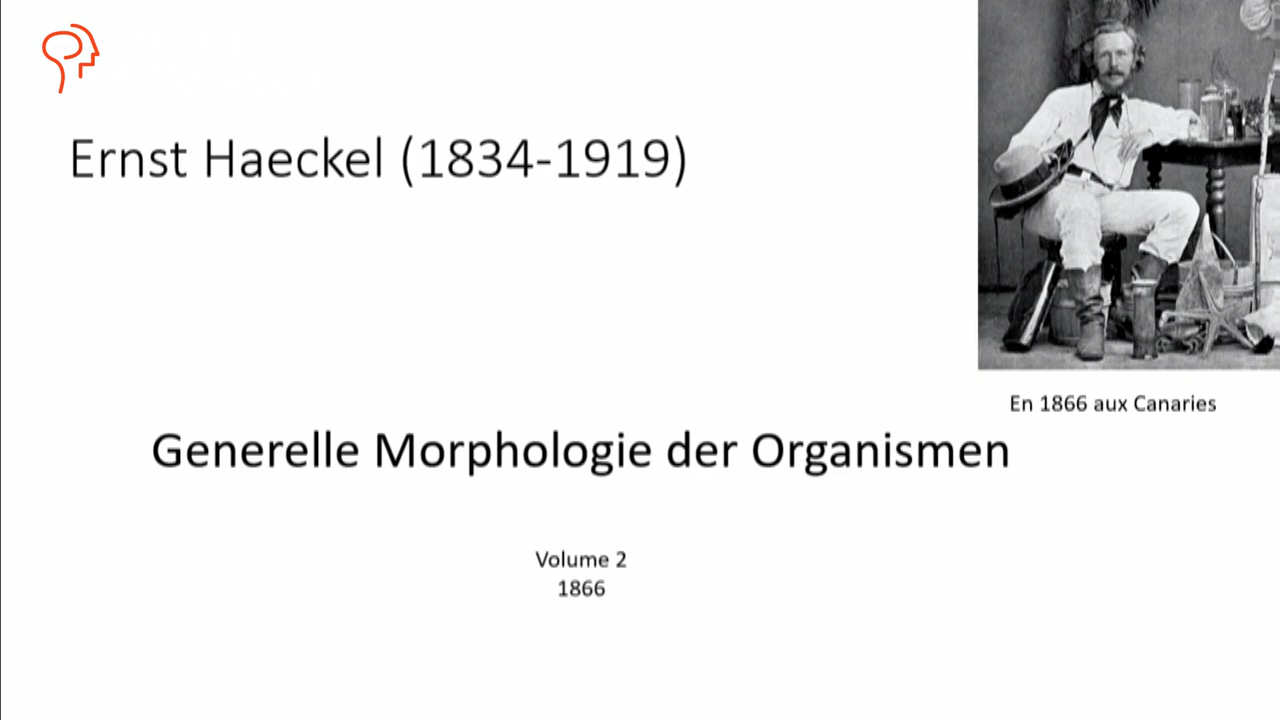 Ernst Haeckel (1834-1919)
En 1866 aux Canaries
Generelle Morphologie der Organismen
Volume 2
1866